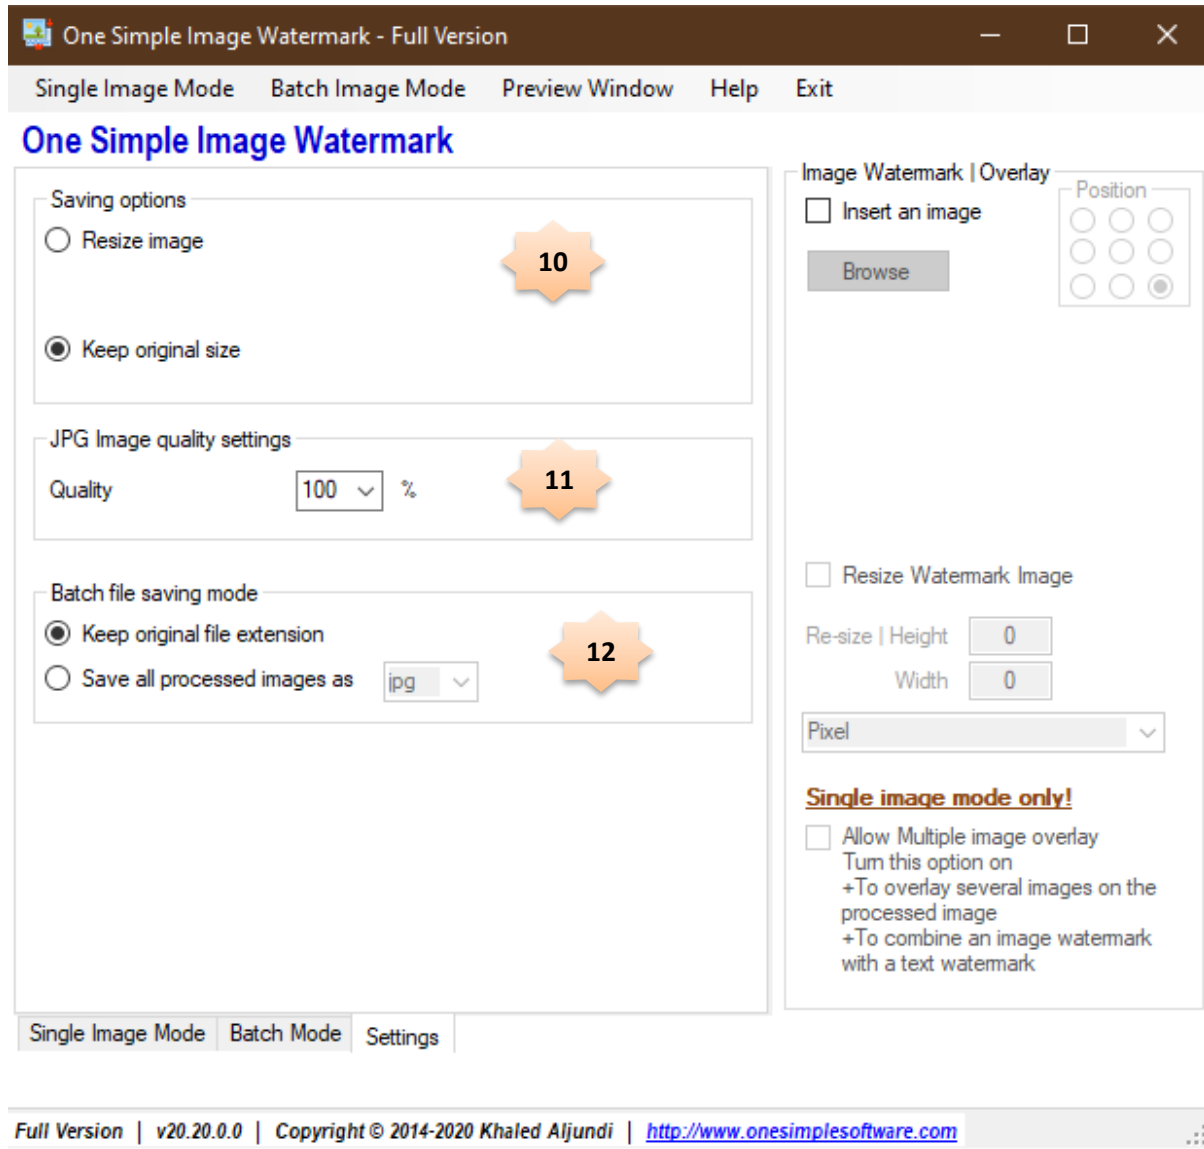 One Simple Image Watermark - Full Version
Single Image Mode Batch Image Mode Preview Window Help Exit
One Simple Image Watermark
Saving options
Resize image
10
Keep original size
JPG Image quality settings
Quality 100 %
11
Batch file saving mode
Keep original file extension
12
Save all processed images as jpg
Image Watermark | Overlay
Position
Insert an image
Browse
Resize Watermark Image
Re-size | Height 0
Width 0
Pixel
Single image mode only!
Allow Multiple image overlay
Turn this option on
+To overlay several images on the
processed image
+To combine an image watermark
with a text watermark
Single Image Mode Batch Mode Settings
Full Version | v20.20.0.0 | Copyright © 2014-2020 Khaled Aljundi | http://www.onesimplesoftware.com